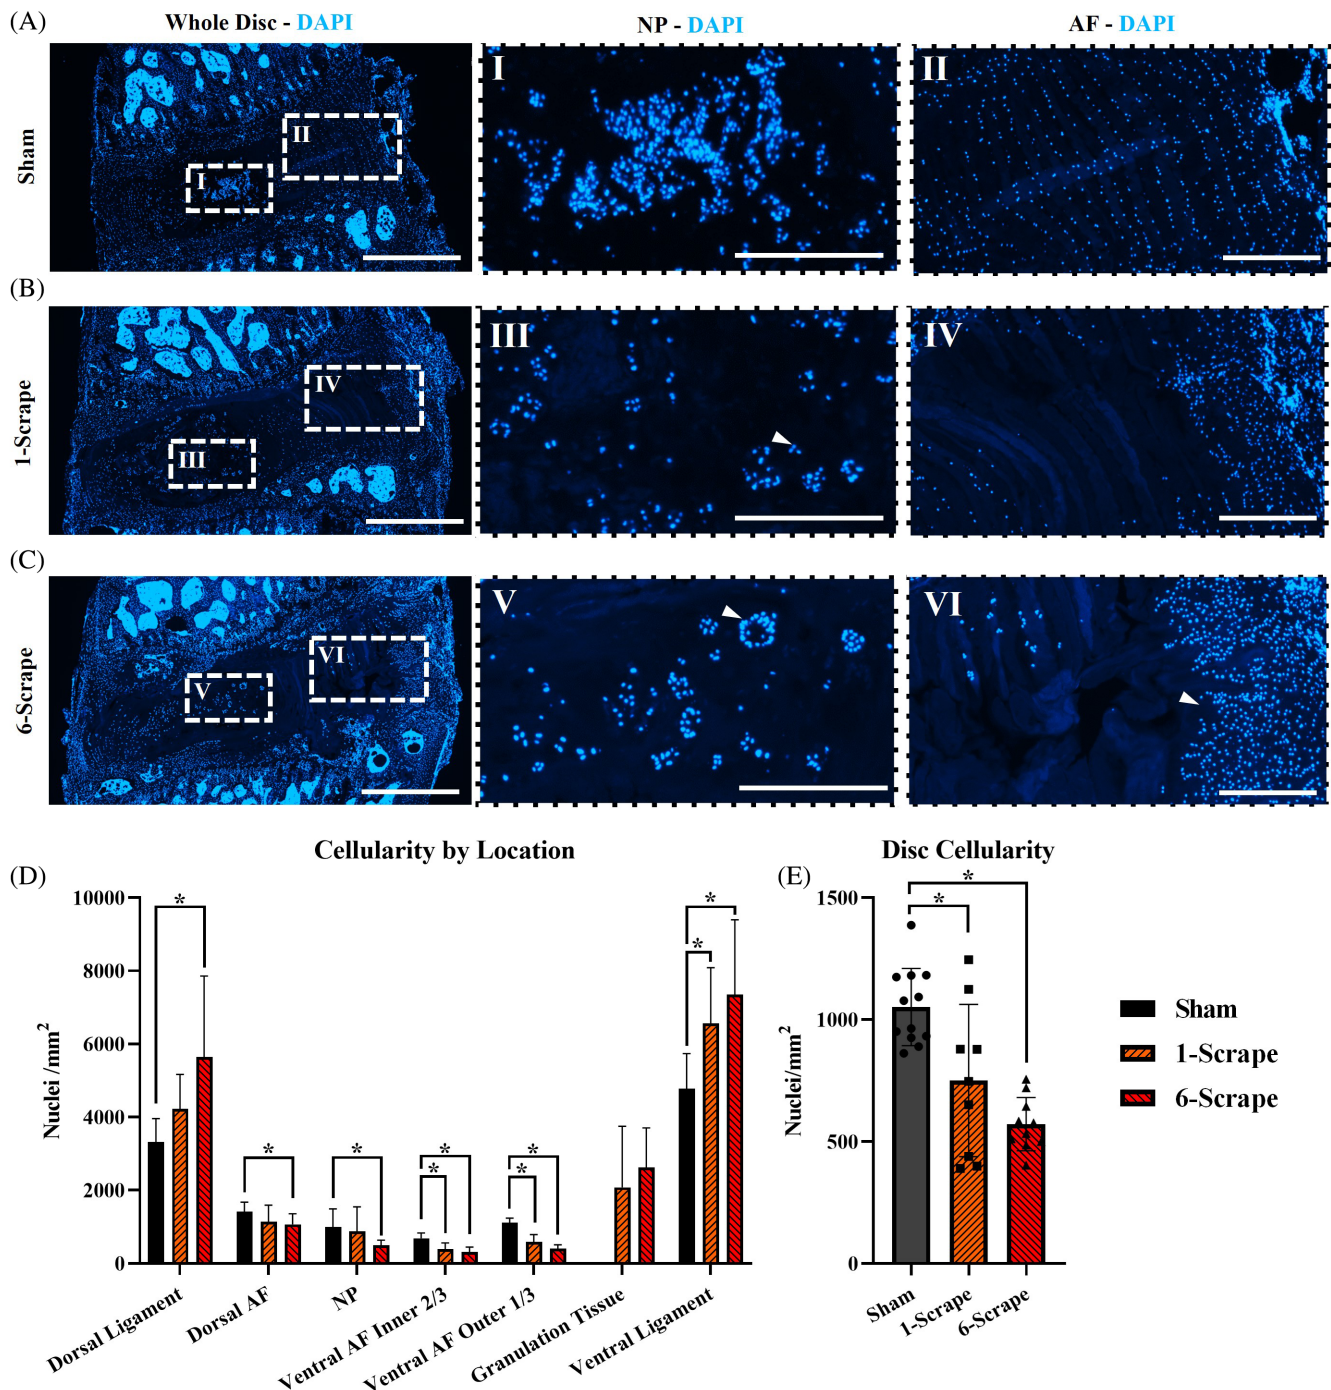 (A)
Whole Disc - DAPI
NP - DAPI
AF - DAPI
Sham
I
II
I
II
(B)
1-Scrape
III
IV
III
IV
(C)
6-Scrape
V
VI
V
VI
Cellularity by Location
Disc Cellularity
(D)
(E)
Nuclei /mm²
10000
8000
6000
4000
2000
0
* * * * * * * * *
Dorsal Ligament
Dorsal AF
NP
Ventral AF Inner 2/3
Ventral AF Outer 1/3
Granulation Tissue
Ventral Ligament
Nuclei/mm²
1500
1000
500
0
* *
Sham
1-Scrape
6-Scrape
Sham
1-Scrape
6-Scrape